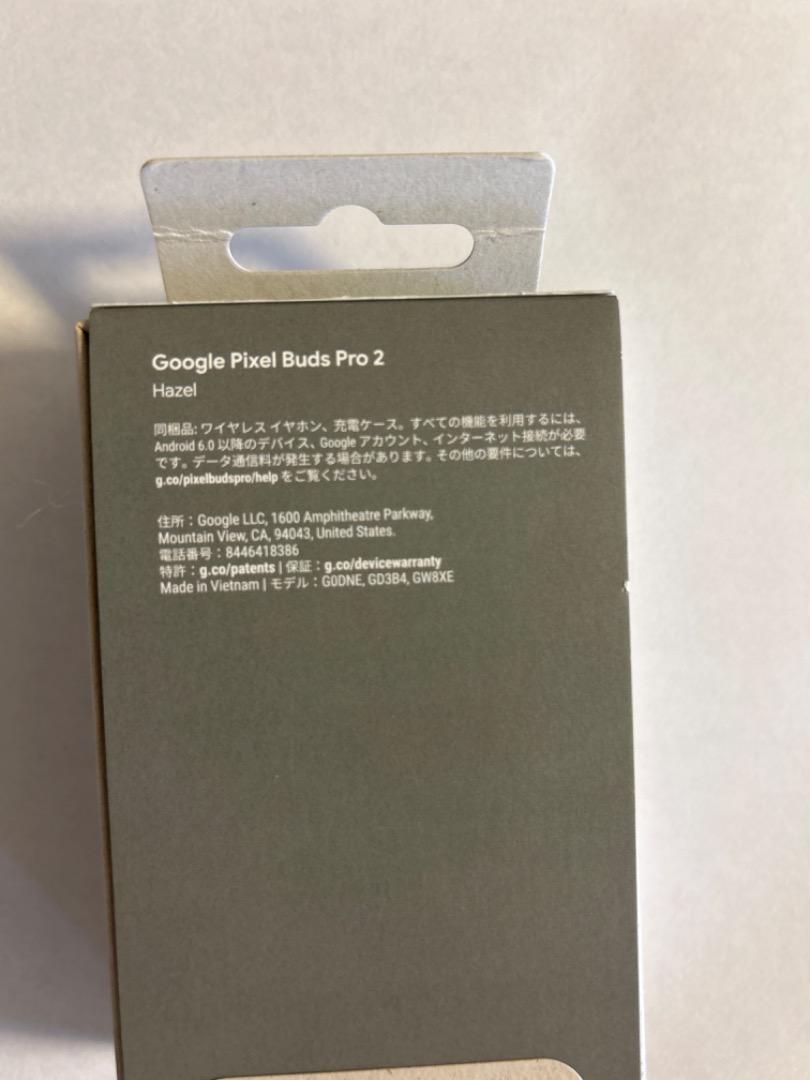 Google Pixel Buds Pro 2
Hazel
同梱品: ワイヤレス イヤホン、充電ケース。すべての機能を利用するには、
Android 6.0 以降のデバイス、Google アカウント、インターネット接続が必要
です。データ通信料が発生する場合があります。その他の要件については、
g.co/pixelbudspro/help をご覧ください。
住所：Google LLC, 1600 Amphitheatre Parkway,
Mountain View, CA, 94043, United States.
電話番号：8446418386
特許：g.co/patents | 保証：g.co/devicewarranty
Made in Vietnam | モデル：G0DNE, GD3B4, GW8XE